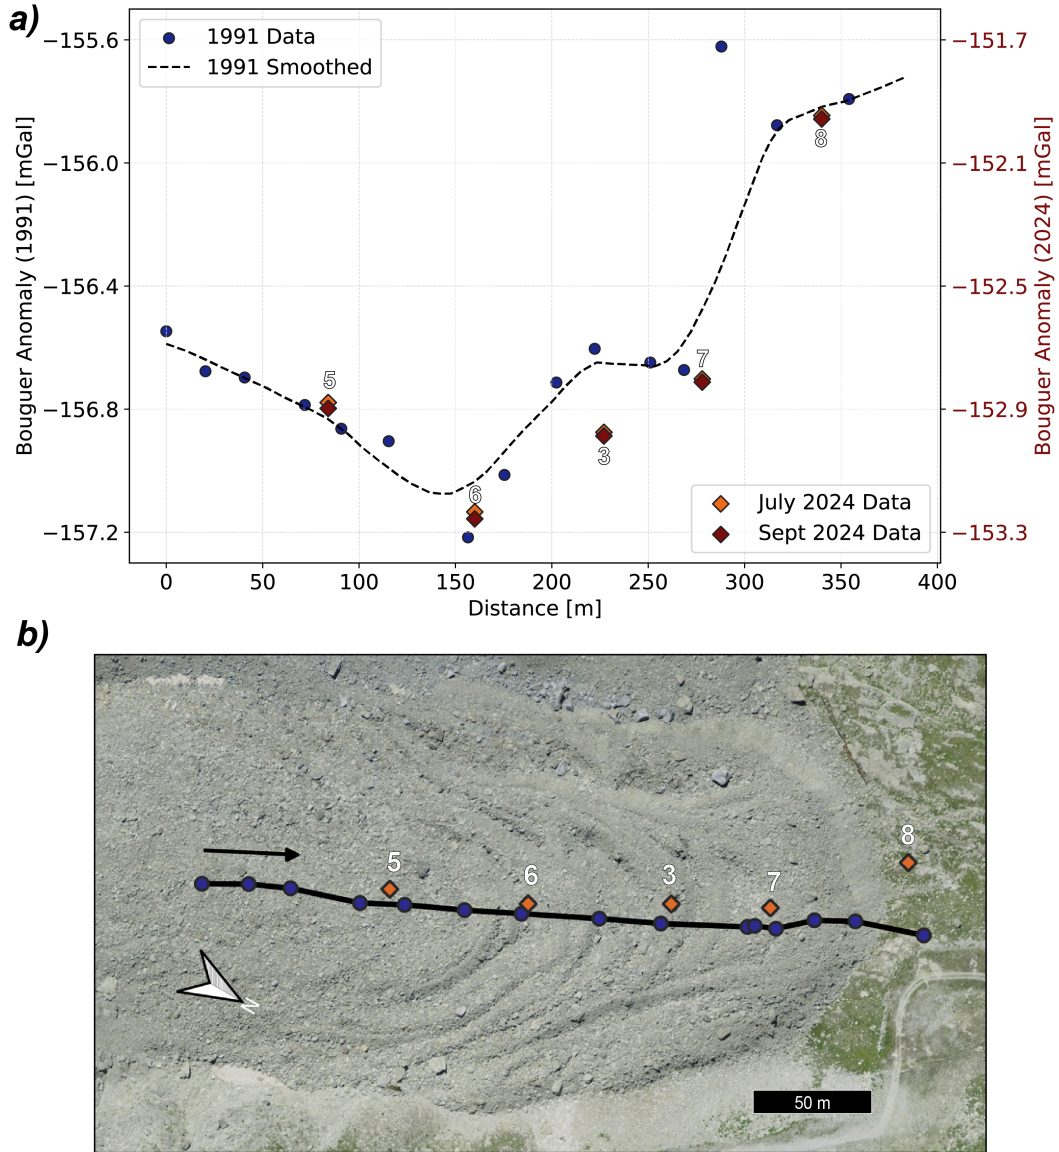 a)
1991 Data
1991 Smoothed
−155.6
−156.0
−156.4
−156.8
−157.2
Bouguer Anomaly (1991) [mGal]
−151.7
−152.1
−152.5
−152.9
−153.3
Bouguer Anomaly (2024) [mGal]
5
6
3
7
8
July 2024 Data
Sept 2024 Data
0 50 100 150 200 250 300 350 400
Distance [m]
b)
5
6
3
7
8
N
50 m